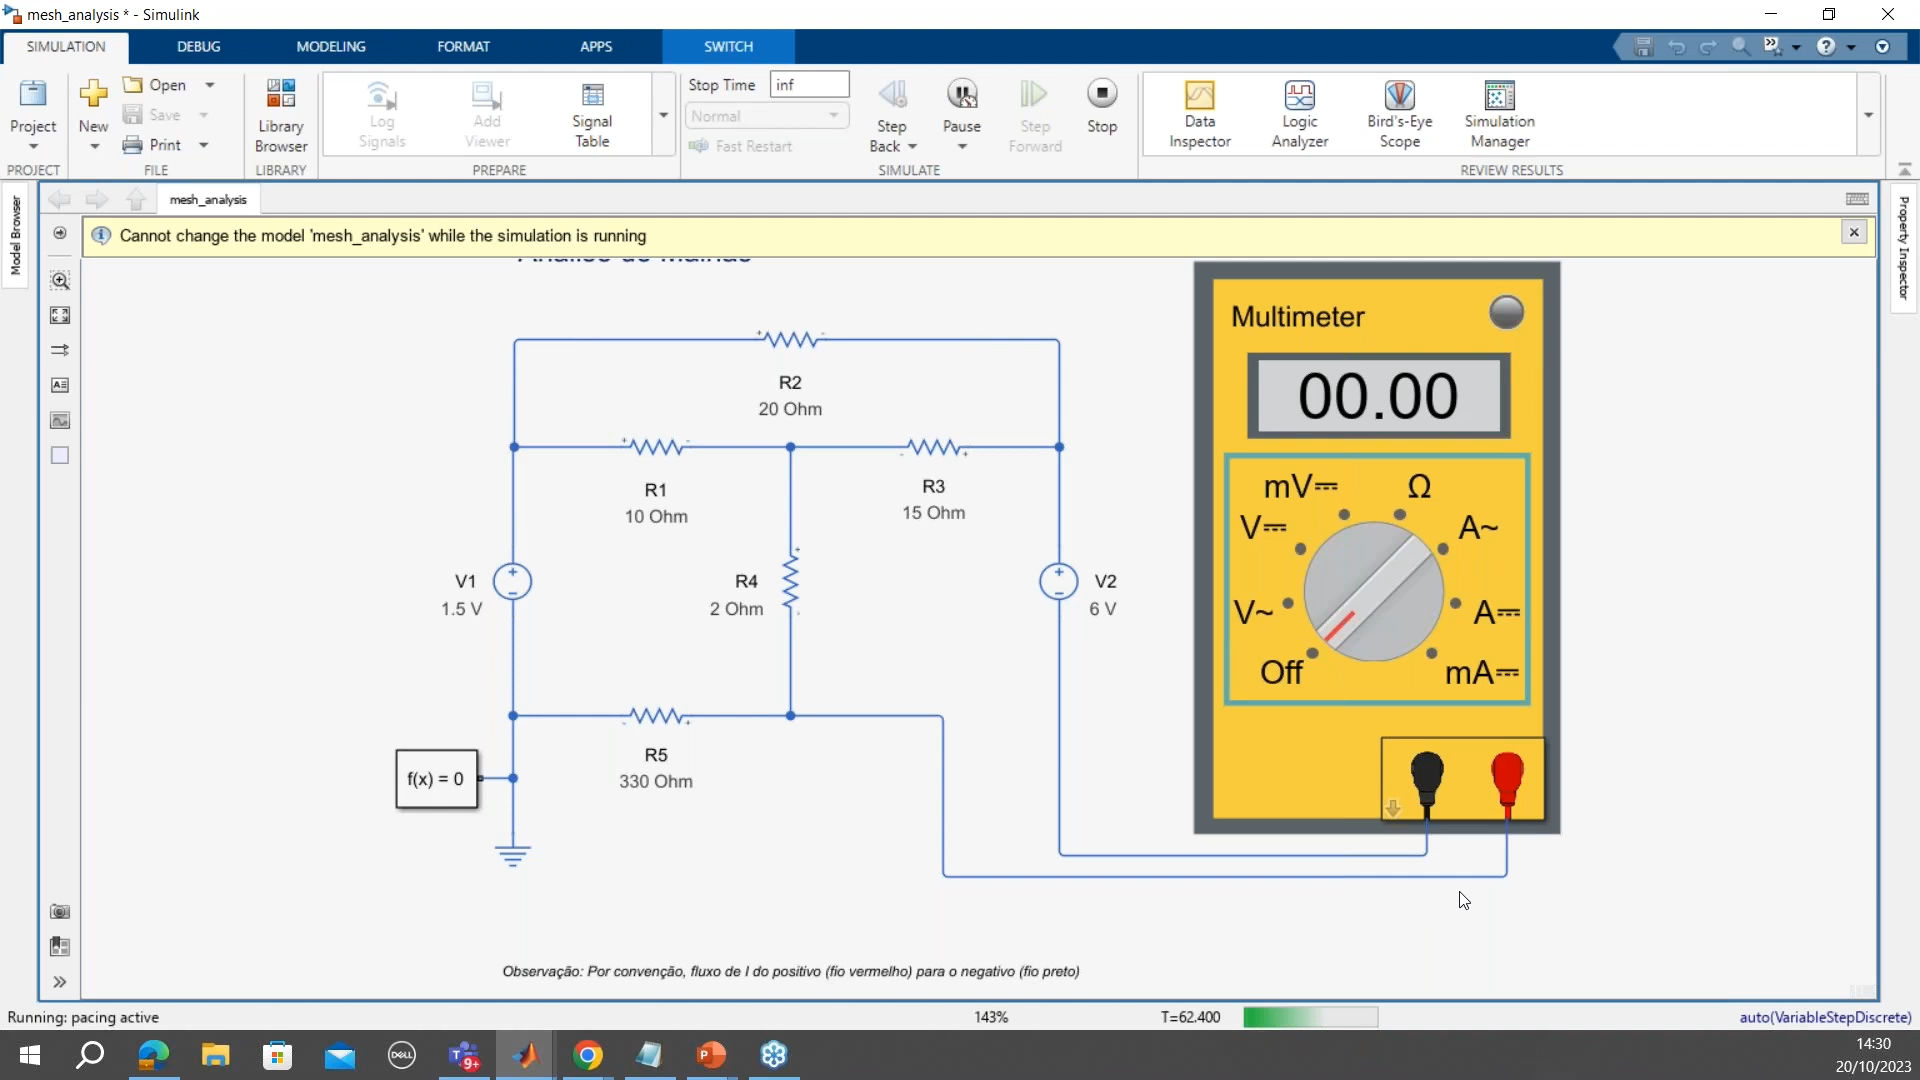 mesh_analysis * - Simulink
SIMULATION DEBUG MODELING FORMAT APPS SWITCH
Project
PROJECT
New
Open
Save
Print
FILE
Library
Browser
LIBRARY
Log
Signals
Add
Viewer
Signal
Table
PREPARE
Stop Time inf
Normal
Fast Restart
Step
Back
Pause
Step
Forward
Stop
SIMULATE
Data
Inspector
Logic
Analyzer
Bird's-Eye
Scope
Simulation
Manager
REVIEW RESULTS
Model Browser
mesh_analysis
Property Inspector
Cannot change the model 'mesh_analysis' while the simulation is running
R2
20 Ohm
R1
10 Ohm
R3
15 Ohm
V1
1.5 V
R4
2 Ohm
V2
6 V
R5
330 Ohm
f(x) = 0
Multimeter
00.00
mV⎓ Ω
V⎓ A~
V~ A⎓
Off mA⎓
Observação: Por convenção, fluxo de I do positivo (fio vermelho) para o negativo (fio preto)
Running: pacing active 143% T=62.400 auto(VariableStepDiscrete)
DELL
9+
14:30
20/10/2023